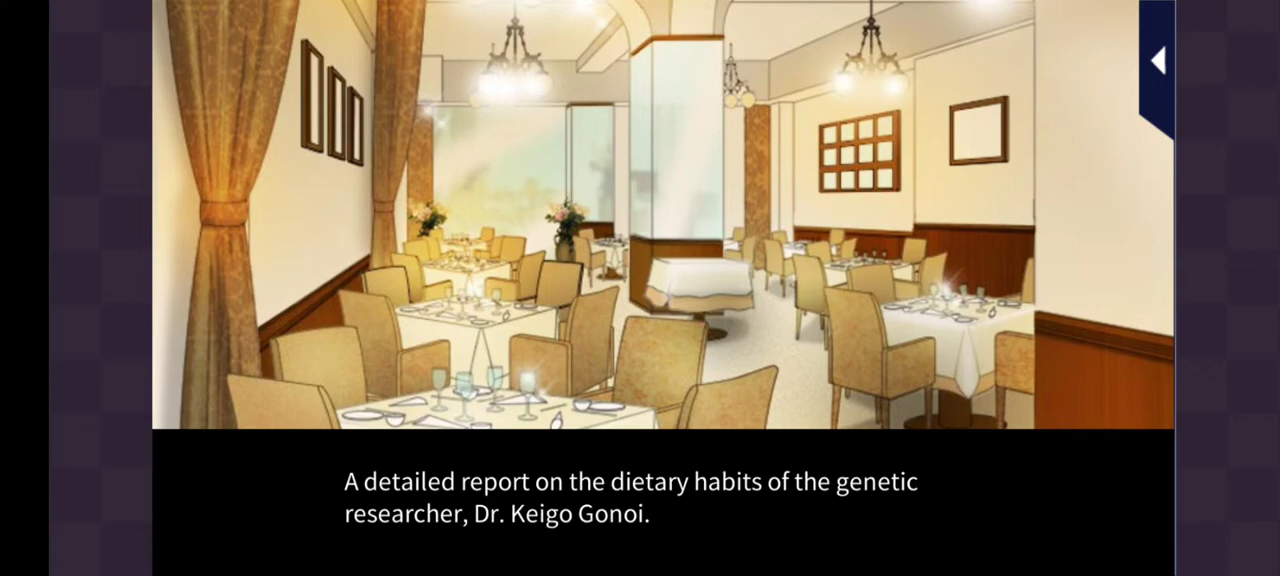 A detailed report on the dietary habits of the genetic
researcher, Dr. Keigo Gonoi.